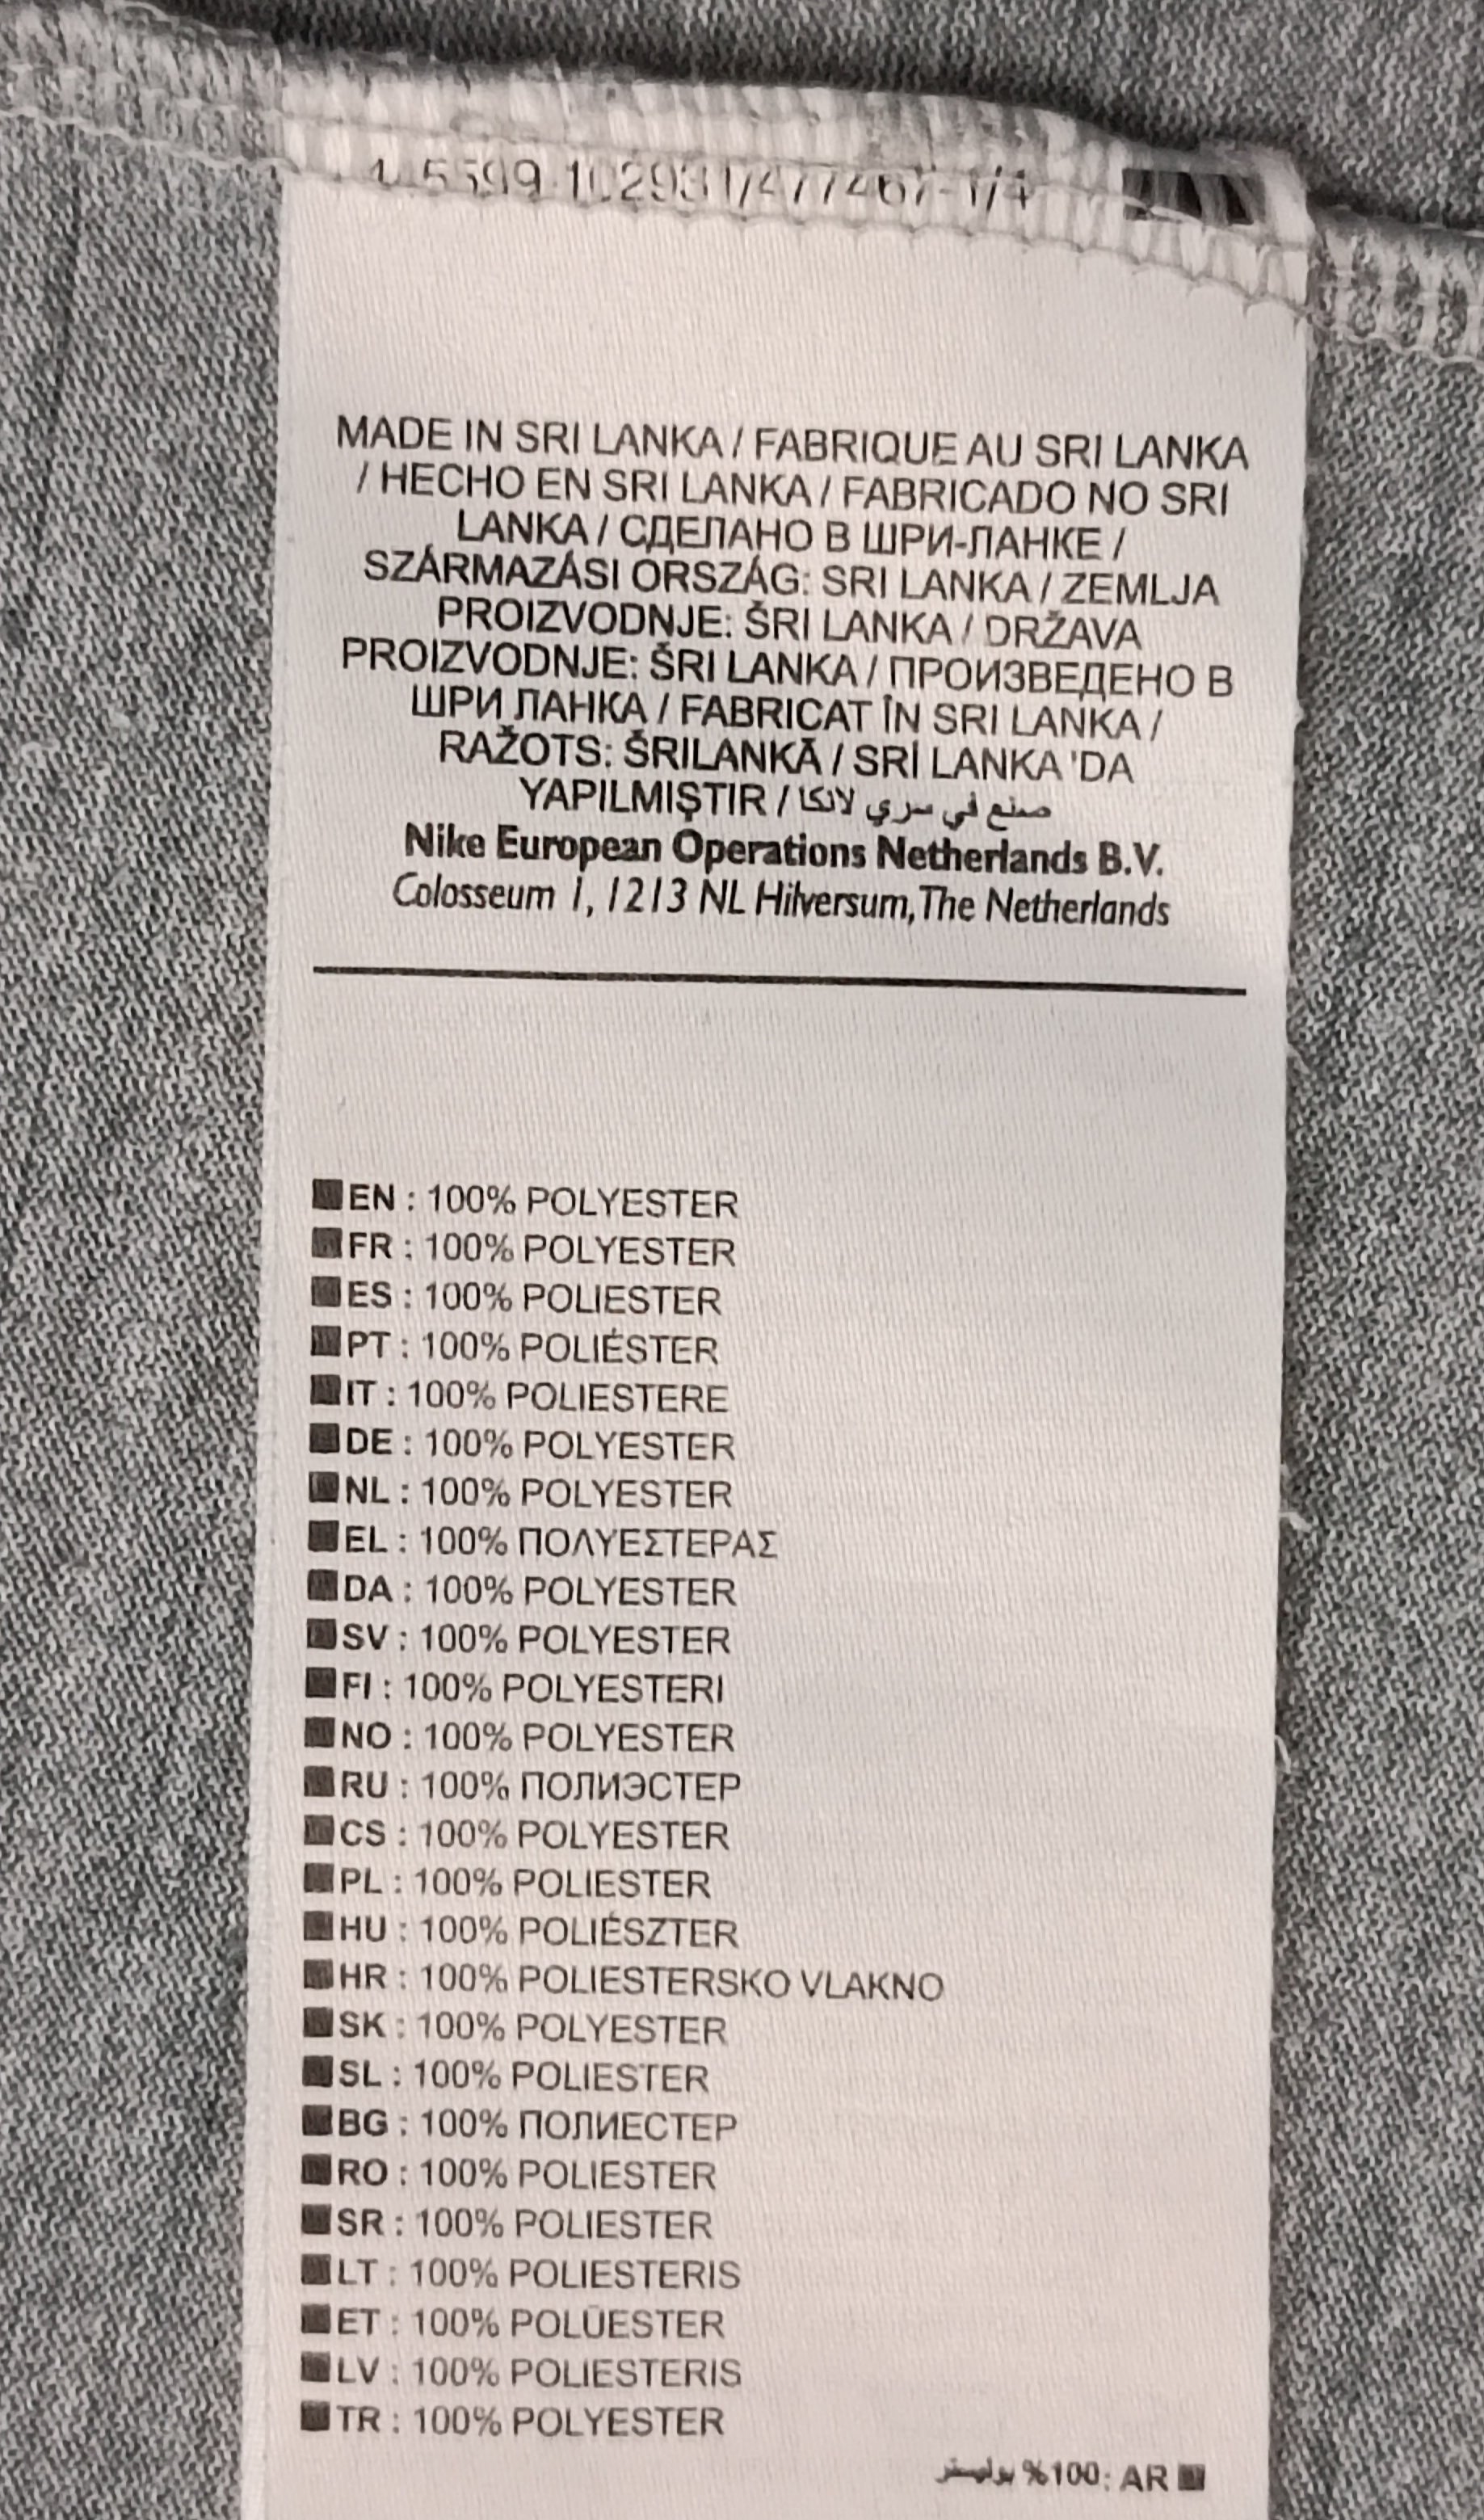 MADE IN SRI LANKA / FABRIQUE AU SRI LANKA
/ HECHO EN SRI LANKA / FABRICADO NO SRI
LANKA / СДЕЛАНО В ШРИ-ЛАНКЕ /
SZÁRMAZÁSI ORSZÁG: SRI LANKA / ZEMLJA
PROIZVODNJE: ŠRI LANKA / DRŽAVA
PROIZVODNJE: ŠRI LANKA / ПРОИЗВЕДЕНО В
ШРИ ЛАНКА / FABRICAT ÎN SRI LANKA /
RAŽOTS: ŠRILANKĀ / SRİ LANKA 'DA
YAPILMIŞTIR / صنع في سري لانكا
Nike European Operations Netherlands B.V.
Colosseum 1, 1213 NL Hilversum, The Netherlands
EN : 100% POLYESTER
FR : 100% POLYESTER
ES : 100% POLIESTER
PT : 100% POLIÉSTER
IT : 100% POLIESTERE
DE : 100% POLYESTER
NL : 100% POLYESTER
EL : 100% ΠΟΛΥΕΣΤΕΡΑΣ
DA : 100% POLYESTER
SV : 100% POLYESTER
FI : 100% POLYESTERI
NO : 100% POLYESTER
RU : 100% ПОЛИЭСТЕР
CS : 100% POLYESTER
PL : 100% POLIESTER
HU : 100% POLIÉSZTER
HR : 100% POLIESTERSKO VLAKNO
SK : 100% POLYESTER
SL : 100% POLIESTER
BG : 100% ПОЛИЕСТЕР
RO : 100% POLIESTER
SR : 100% POLIESTER
LT : 100% POLIESTERIS
ET : 100% POLÜESTER
LV : 100% POLIESTERIS
TR : 100% POLYESTER
AR :100% بوليستر